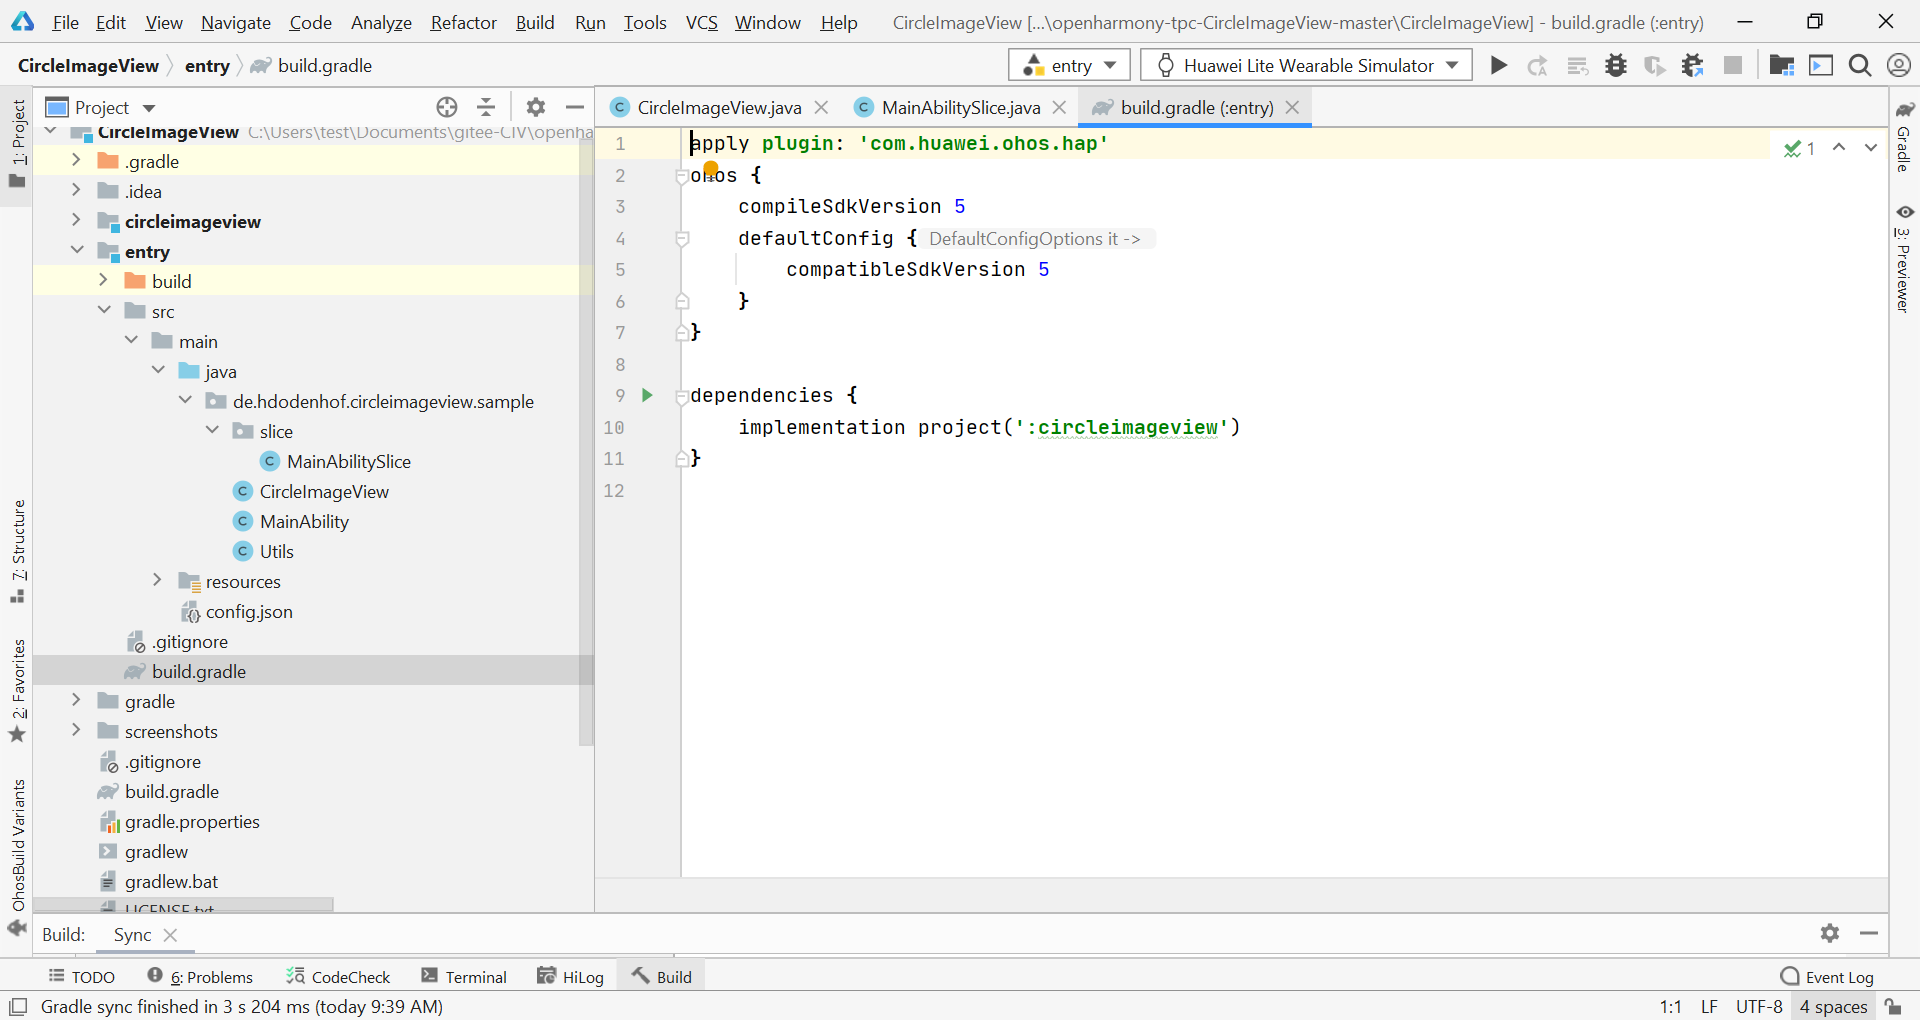 File Edit View Navigate Code Analyze Refactor Build Run Tools VCS Window Help CircleImageView [...\openharmony-tpc-CircleImageView-master\CircleImageView] - build.gradle (:entry)
CircleImageView entry build.gradle entry Huawei Lite Wearable Simulator
1: Project
7: Structure
2: Favorites
OhosBuild Variants
Project
CircleImageView C:\Users\test\Documents\gitee-CIV\openha
.gradle
.idea
circleimageview
entry
build
src
main
java
de.hdodenhof.circleimageview.sample
slice
MainAbilitySlice
CircleImageView
MainAbility
Utils
resources
config.json
.gitignore
build.gradle
gradle
screenshots
.gitignore
build.gradle
gradle.properties
gradlew
gradlew.bat
LICENSE.txt
CircleImageView.java MainAbilitySlice.java build.gradle (:entry)
1 apply plugin: 'com.huawei.ohos.hap' 1
2 ohos {
3 compileSdkVersion 5
4 defaultConfig { DefaultConfigOptions it ->
5 compatibleSdkVersion 5
6 }
7 }
8
9 dependencies {
10 implementation project(':circleimageview')
11 }
12
Gradle
3: Previewer
Build: Sync
TODO 6: Problems CodeCheck Terminal HiLog Build Event Log
Gradle sync finished in 3 s 204 ms (today 9:39 AM) 1:1 LF UTF-8 4 spaces